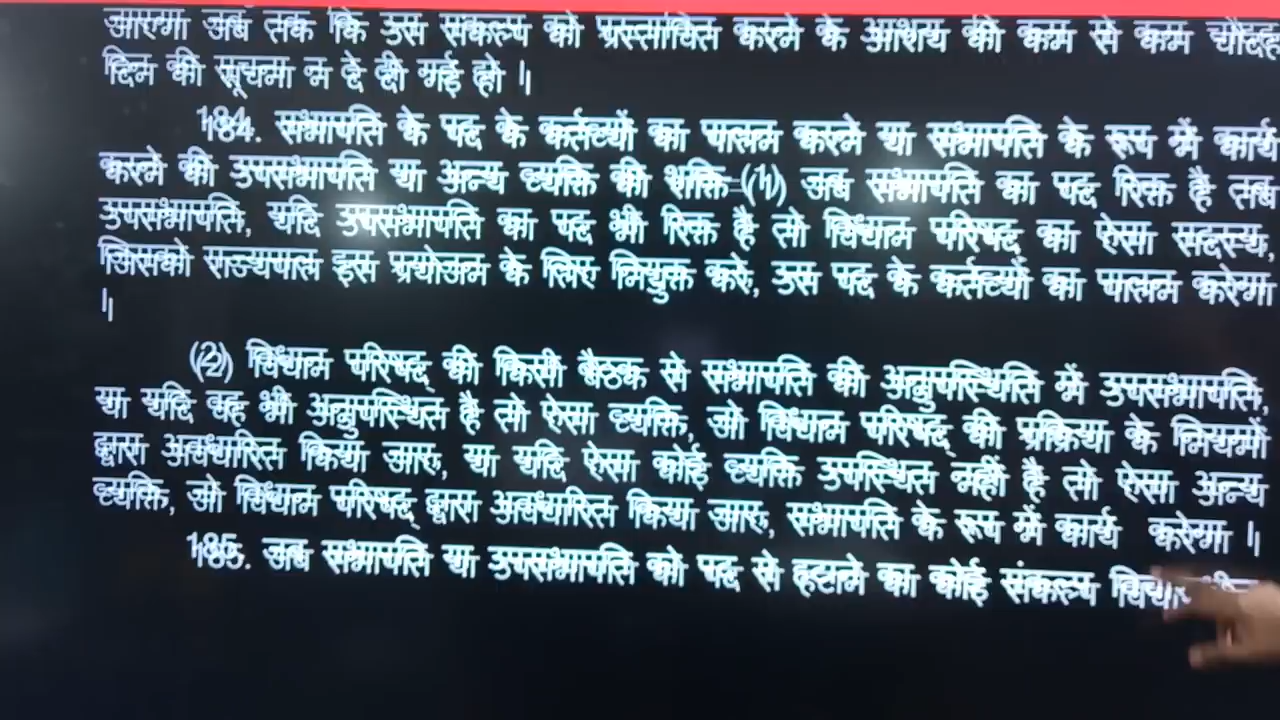 जाएगा जब तक कि उस संकल्प को प्रस्तावित करने के आशय की कम से कम चौदह
दिन की सूचना न दे दी गई हो ।
184. सभापति के पद के कर्तव्यों का पालन करने या सभापति के रूप में कार्य
करने की उपसभापति या अन्य व्यक्ति की शक्ति–(1) जब सभापति का पद रिक्त है तब
उपसभापति, यदि उपसभापति का पद भी रिक्त है तो विधान परिषद् का ऐसा सदस्य,
जिसको राज्यपाल इस प्रयोजन के लिए नियुक्त करे, उस पद के कर्तव्यों का पालन करेगा
।
(2) विधान परिषद् की किसी बैठक से सभापति की अनुपस्थिति में उपसभापति,
या यदि वह भी अनुपस्थित है तो ऐसा व्यक्ति, जो विधान परिषद् की प्रक्रिया के नियमों
द्वारा अवधारित किया जाए, या यदि ऐसा कोई व्यक्ति उपस्थित नहीं है तो ऐसा अन्य
व्यक्ति, जो विधान परिषद् द्वारा अवधारित किया जाए, सभापति के रूप में कार्य करेगा ।
185. जब सभापति या उपसभापति को पद से हटाने का कोई संकल्प